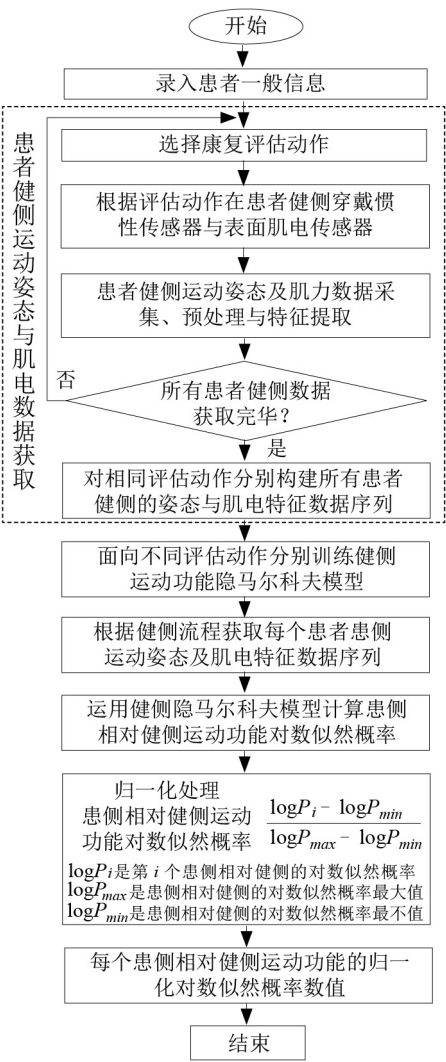 开始
录入患者一般信息
患者健侧运动姿态与肌电数据获取
选择康复评估动作
根据评估动作在患者健侧穿戴惯
性传感器与表面肌电传感器
患者健侧运动姿态及肌力数据采
集、预处理与特征提取
否
所有患者健侧数据
获取完华?
是
对相同评估动作分别构建所有患者
健侧的姿态与肌电特征数据序列
面向不同评估动作分别训练健侧
运动功能隐马尔科夫模型
根据健侧流程获取每个患者患侧
运动姿态及肌电特征数据序列
运用健侧隐马尔科夫模型计算患侧
相对健侧运动功能对数似然概率
归一化处理
患侧相对健侧运动
功能对数似然概率
logPi − logPmin
logPmax − logPmin
logPi是第 i 个患侧相对健侧的对数似然概率
logPmax是患侧相对健侧的对数似然概率最大值
logPmin是患侧相对健侧的对数似然概率最不值
每个患侧相对健侧运动功能的归一
化对数似然概率数值
结束